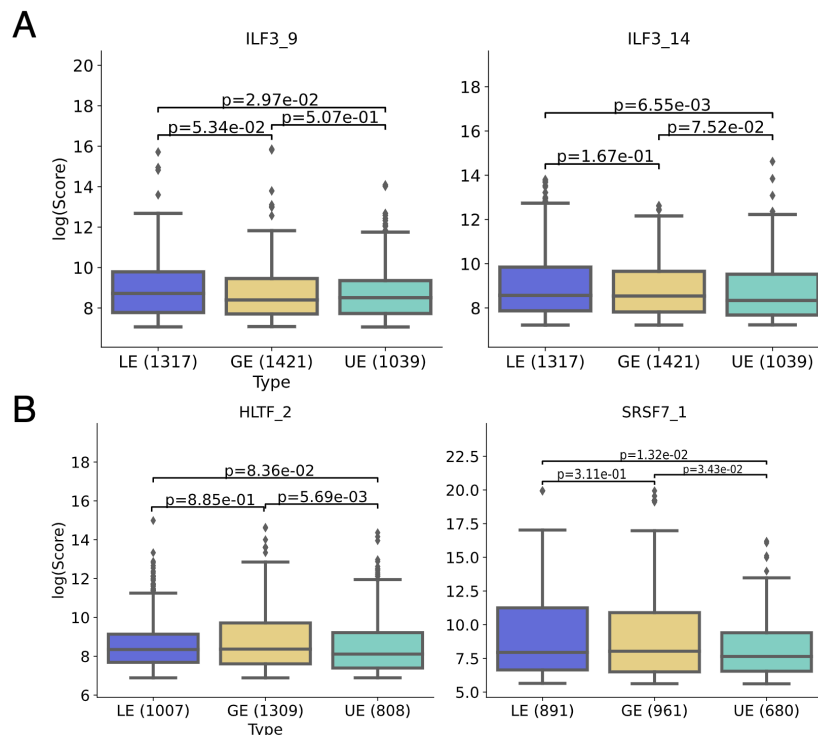 A
ILF3_9
ILF3_14
20
18
16
14
12
10
8
log(Score)
p=2.97e-02
p=5.34e-02
p=5.07e-01
LE (1317)
GE (1421)
UE (1039)
Type
18
16
14
12
10
8
p=6.55e-03
p=7.52e-02
p=1.67e-01
LE (1317)
GE (1421)
UE (1039)
B
HLTF_2
SRSF7_1
18
16
14
12
10
8
6
log(Score)
p=8.36e-02
p=8.85e-01
p=5.69e-03
LE (1007)
GE (1309)
UE (808)
Type
22.5
20.0
17.5
15.0
12.5
10.0
7.5
5.0
p=1.32e-02
p=3.11e-01
p=3.43e-02
LE (891)
GE (961)
UE (680)